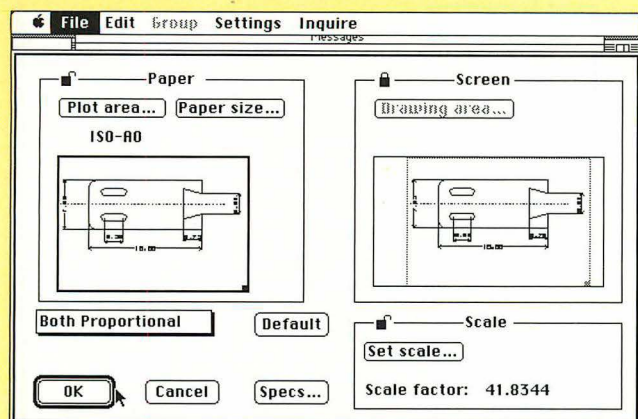 File Edit Group Settings Inquire
Messages
Paper
Plot area... Paper size...
ISO-A0
Screen
Drawing area...
Both Proportional
Default
Scale
Set scale...
Scale factor: 41.8344
OK
Cancel
Specs...